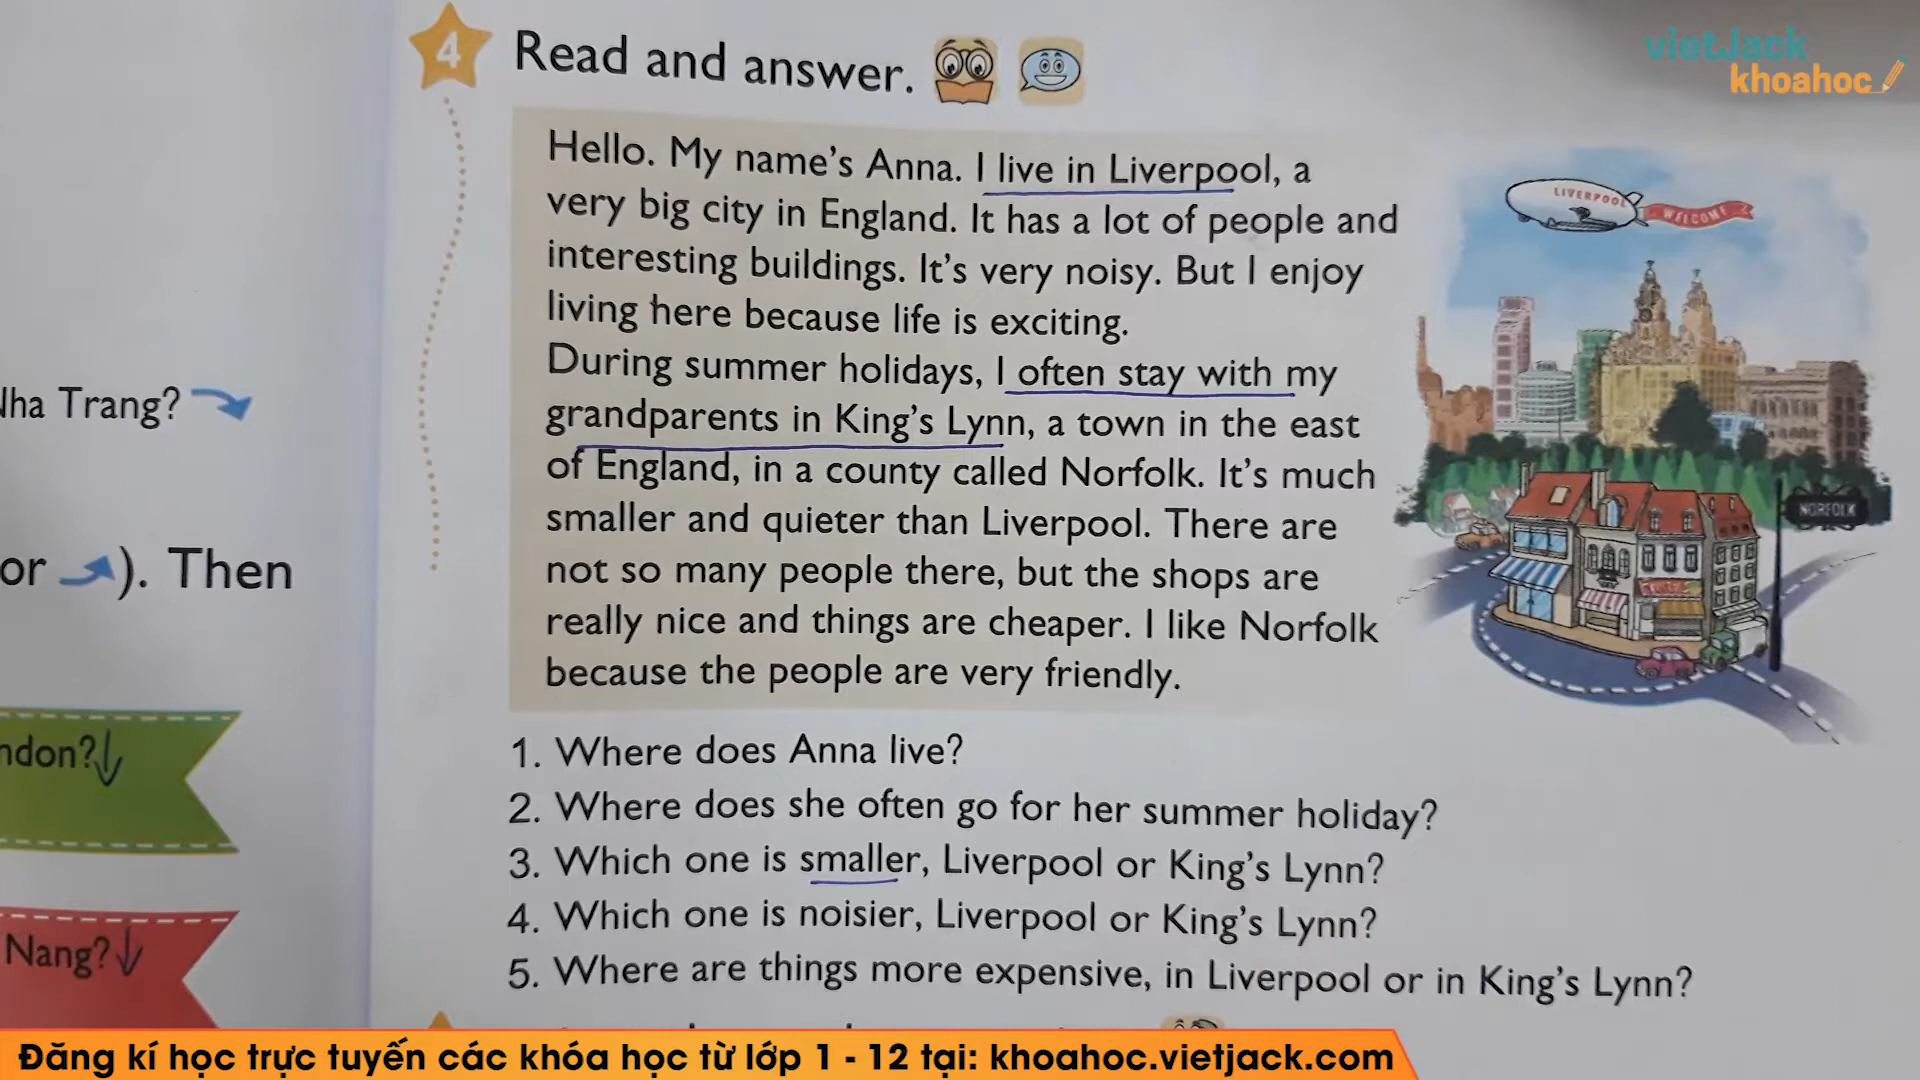 vietJack
khoahoc
4 Read and answer.
Hello. My name's Anna. I live in Liverpool, a
very big city in England. It has a lot of people and
interesting buildings. It's very noisy. But I enjoy
living here because life is exciting.
During summer holidays, I often stay with my
grandparents in King's Lynn, a town in the east
of England, in a county called Norfolk. It's much
smaller and quieter than Liverpool. There are
not so many people there, but the shops are
really nice and things are cheaper. I like Norfolk
because the people are very friendly.
LIVERPOOL
WELCOME
NORFOLK
1. Where does Anna live?
2. Where does she often go for her summer holiday?
3. Which one is smaller, Liverpool or King's Lynn?
4. Which one is noisier, Liverpool or King's Lynn?
5. Where are things more expensive, in Liverpool or in King's Lynn?
Nha Trang?
or ). Then
ndon?
Nang?
Đăng kí học trực tuyến các khóa học từ lớp 1 - 12 tại: khoahoc.vietjack.com